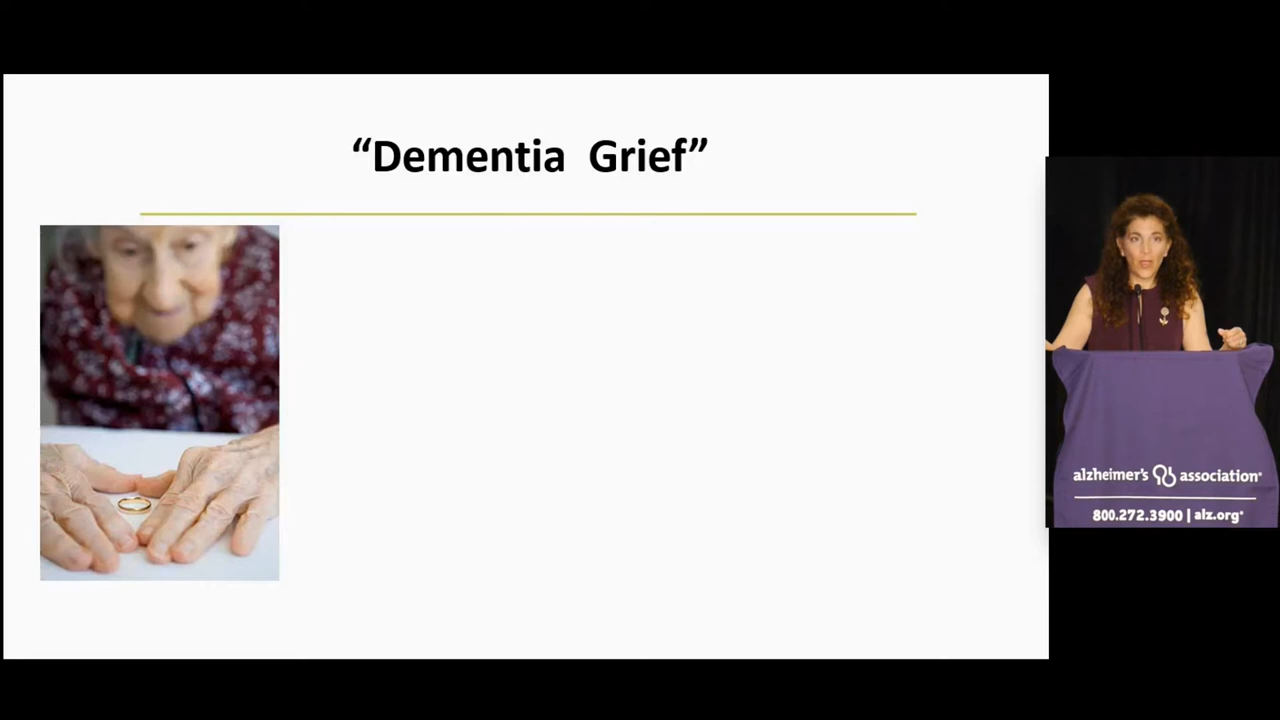 “Dementia Grief”
alzheimer's association®
800.272.3900 | alz.org®